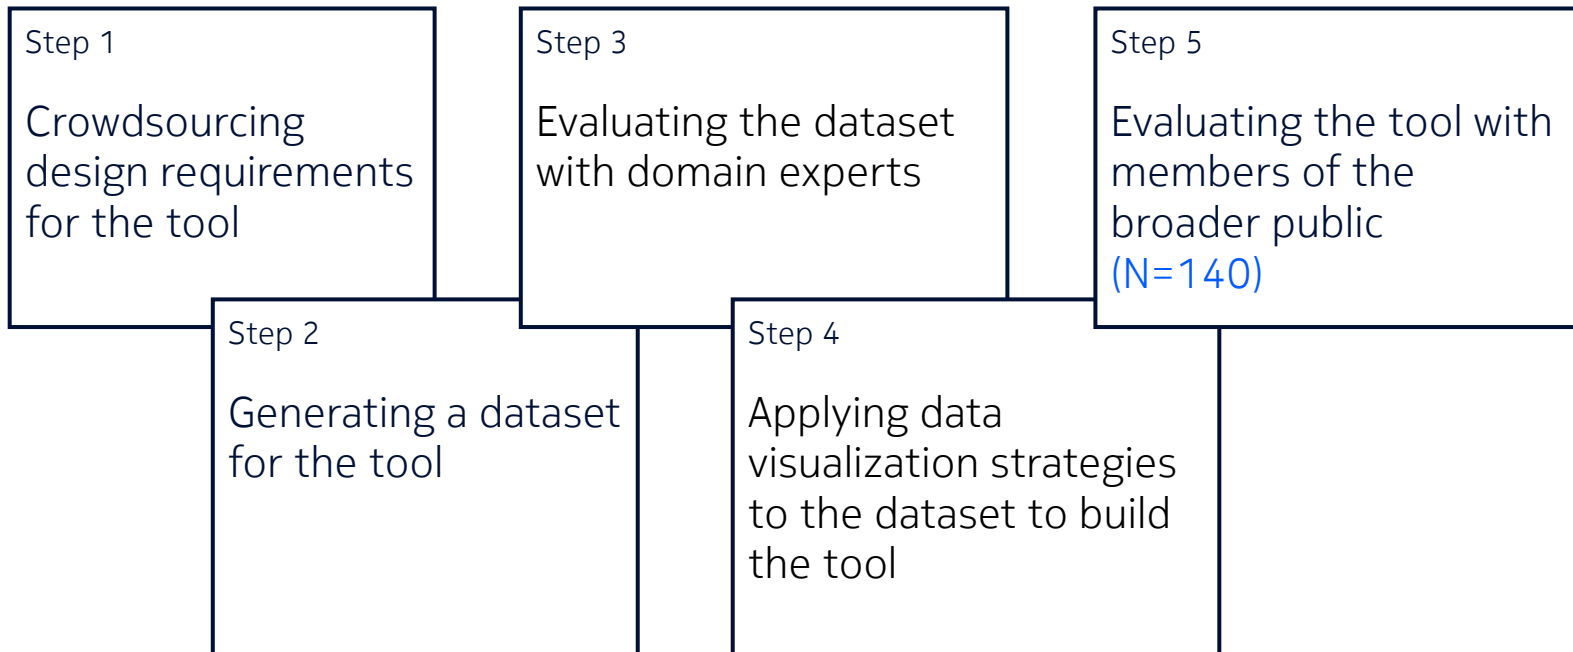 Step 1
Crowdsourcing
design requirements
for the tool
Step 2
Generating a dataset
for the tool
Step 3
Evaluating the dataset
with domain experts
Step 4
Applying data
visualization strategies
to the dataset to build
the tool
Step 5
Evaluating the tool with
members of the
broader public
(N=140)